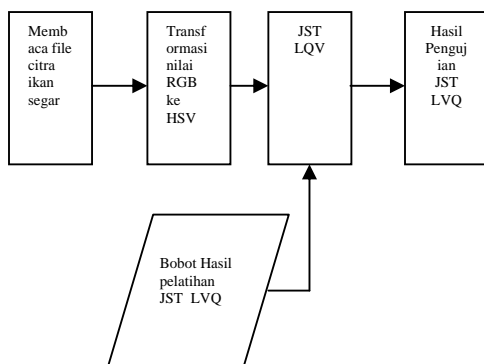 Memb
aca file
citra
ikan
segar
Transf
ormasi
nilai
RGB
ke
HSV
JST
LQV
Hasil
Penguj
ian
JST
LVQ
Bobot Hasil
pelatihan
JST LVQ